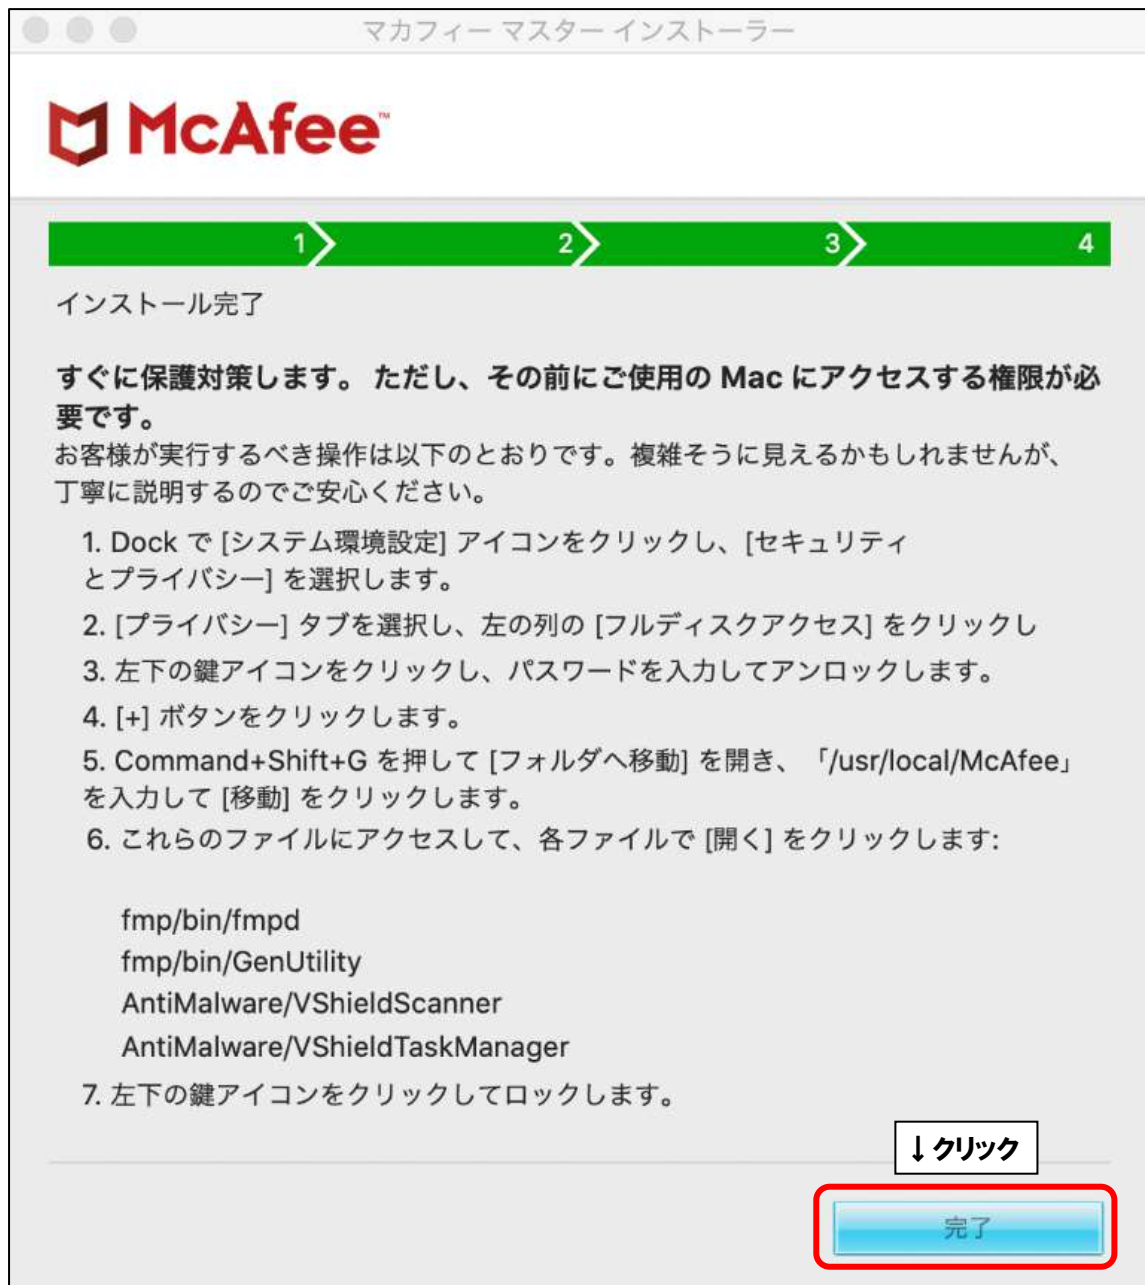 マカフィー マスター インストーラー
McAfee™
1 2 3 4
インストール完了
すぐに保護対策します。 ただし、その前にご使用の Mac にアクセスする権限が必
要です。
お客様が実行するべき操作は以下のとおりです。複雑そうに見えるかもしれませんが、
丁寧に説明するのでご安心ください。
1. Dock で [システム環境設定] アイコンをクリックし、[セキュリティ
とプライバシー] を選択します。
2. [プライバシー] タブを選択し、左の列の [フルディスクアクセス] をクリックし
3. 左下の鍵アイコンをクリックし、パスワードを入力してアンロックします。
4. [+] ボタンをクリックします。
5. Command+Shift+G を押して [フォルダへ移動] を開き、「/usr/local/McAfee」
を入力して [移動] をクリックします。
6. これらのファイルにアクセスして、各ファイルで [開く] をクリックします:
fmp/bin/fmpd
fmp/bin/GenUtility
AntiMalware/VShieldScanner
AntiMalware/VShieldTaskManager
7. 左下の鍵アイコンをクリックしてロックします。
↓クリック
完了